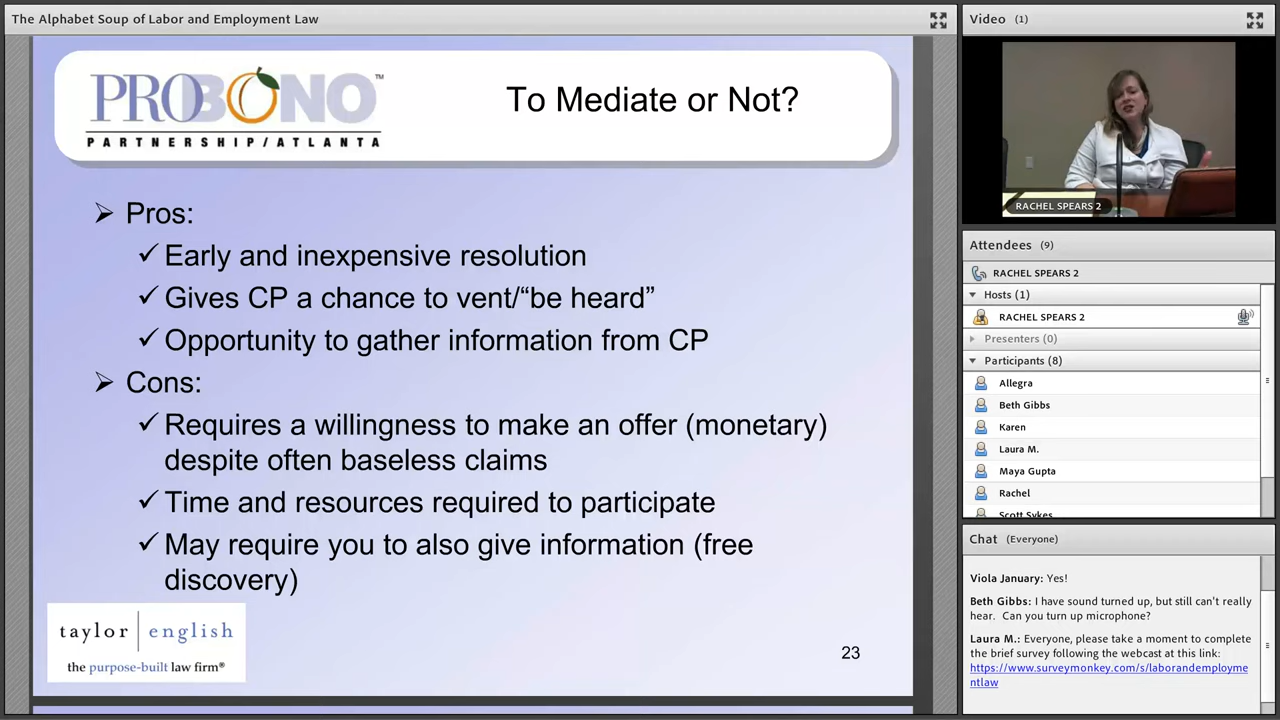 The Alphabet Soup of Labor and Employment Law
PROBONO™
PARTNERSHIP/ATLANTA
To Mediate or Not?
Pros:
Early and inexpensive resolution
Gives CP a chance to vent/“be heard”
Opportunity to gather information from CP
Cons:
Requires a willingness to make an offer (monetary)
despite often baseless claims
Time and resources required to participate
May require you to also give information (free
discovery)
taylor | english
the purpose-built law firm®
23
Video (1)
RACHEL SPEARS 2
Attendees (9)
RACHEL SPEARS 2
Hosts (1)
RACHEL SPEARS 2
Presenters (0)
Participants (8)
Allegra
Beth Gibbs
Karen
Laura M.
Maya Gupta
Rachel
Scott Sykes
Chat (Everyone)
Viola January: Yes!
Beth Gibbs: I have sound turned up, but still can't really
hear. Can you turn up microphone?
Laura M.: Everyone, please take a moment to complete
the brief survey following the webcast at this link:
https://www.surveymonkey.com/s/laborandemployme
ntlaw